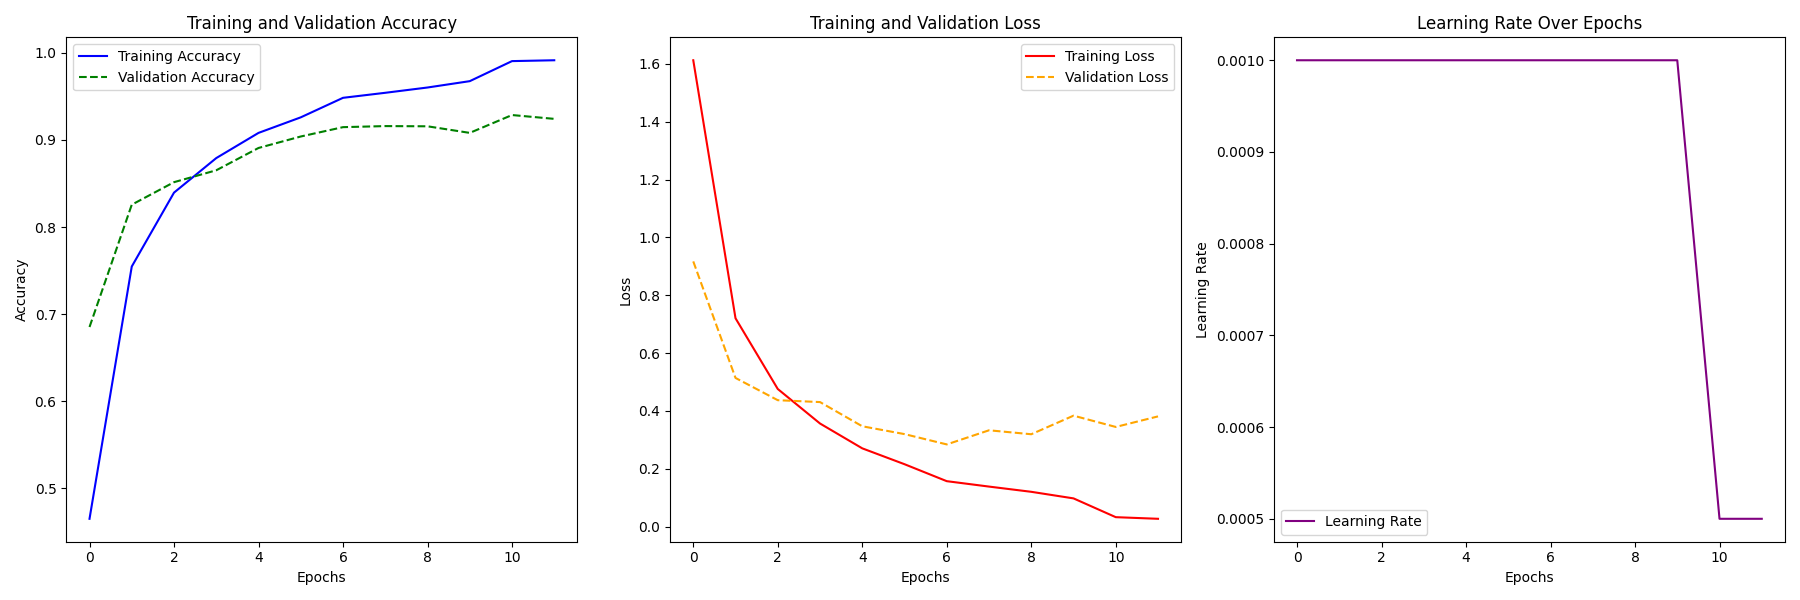 Training and Validation Accuracy
Training Accuracy
Validation Accuracy
1.0
0.9
0.8
0.7
0.6
0.5
Accuracy
0 2 4 6 8 10
Epochs
Training and Validation Loss
Training Loss
Validation Loss
1.6
1.4
1.2
1.0
0.8
0.6
0.4
0.2
0.0
Loss
0 2 4 6 8 10
Epochs
Learning Rate Over Epochs
0.0010
0.0009
0.0008
0.0007
0.0006
0.0005
Learning Rate
Learning Rate
0 2 4 6 8 10
Epochs